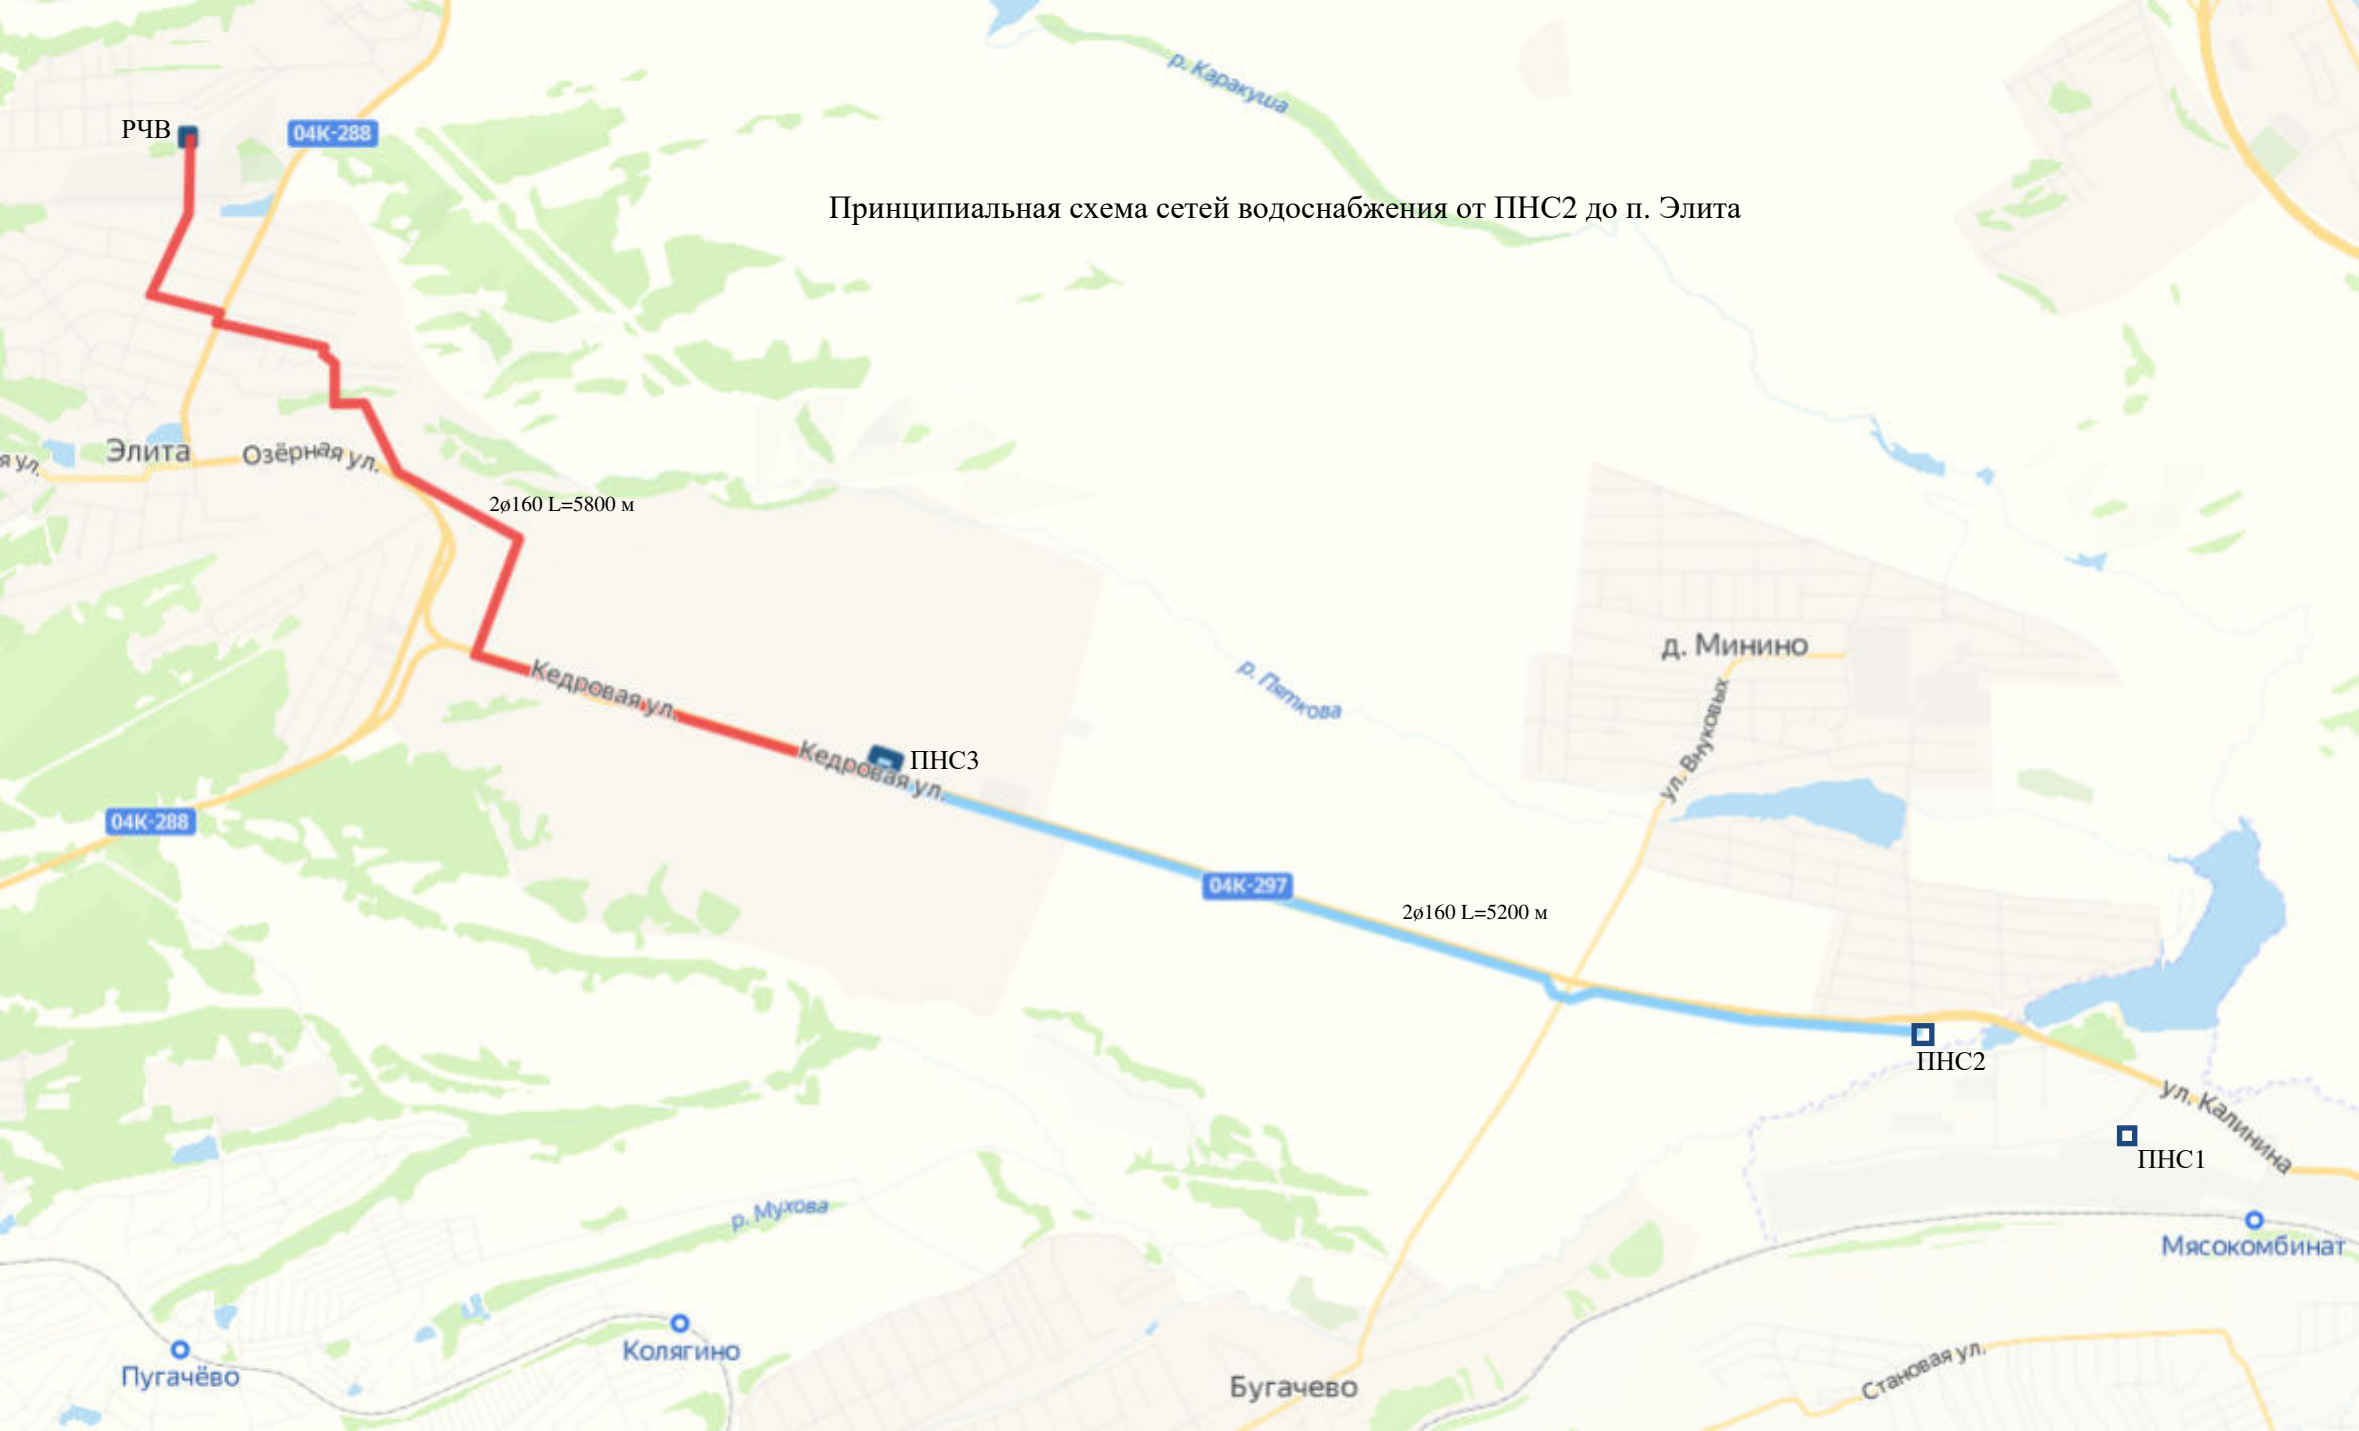 р. Каракуша
РЧВ
04К-288
Принципиальная схема сетей водоснабжения от ПНС2 до п. Элита
Элита
Озёрная ул.
я ул.
2ø160 L=5800 м
д. Минино
Кедровая ул.
р. Пяткова
ул. Внуковых
Кедровая ул.
ПНС3
04К-288
04К-297
2ø160 L=5200 м
ПНС2
ул. Калинина
ПНС1
р. Мухова
Мясокомбинат
Колягино
Пугачёво
Бугачево
Становая ул.